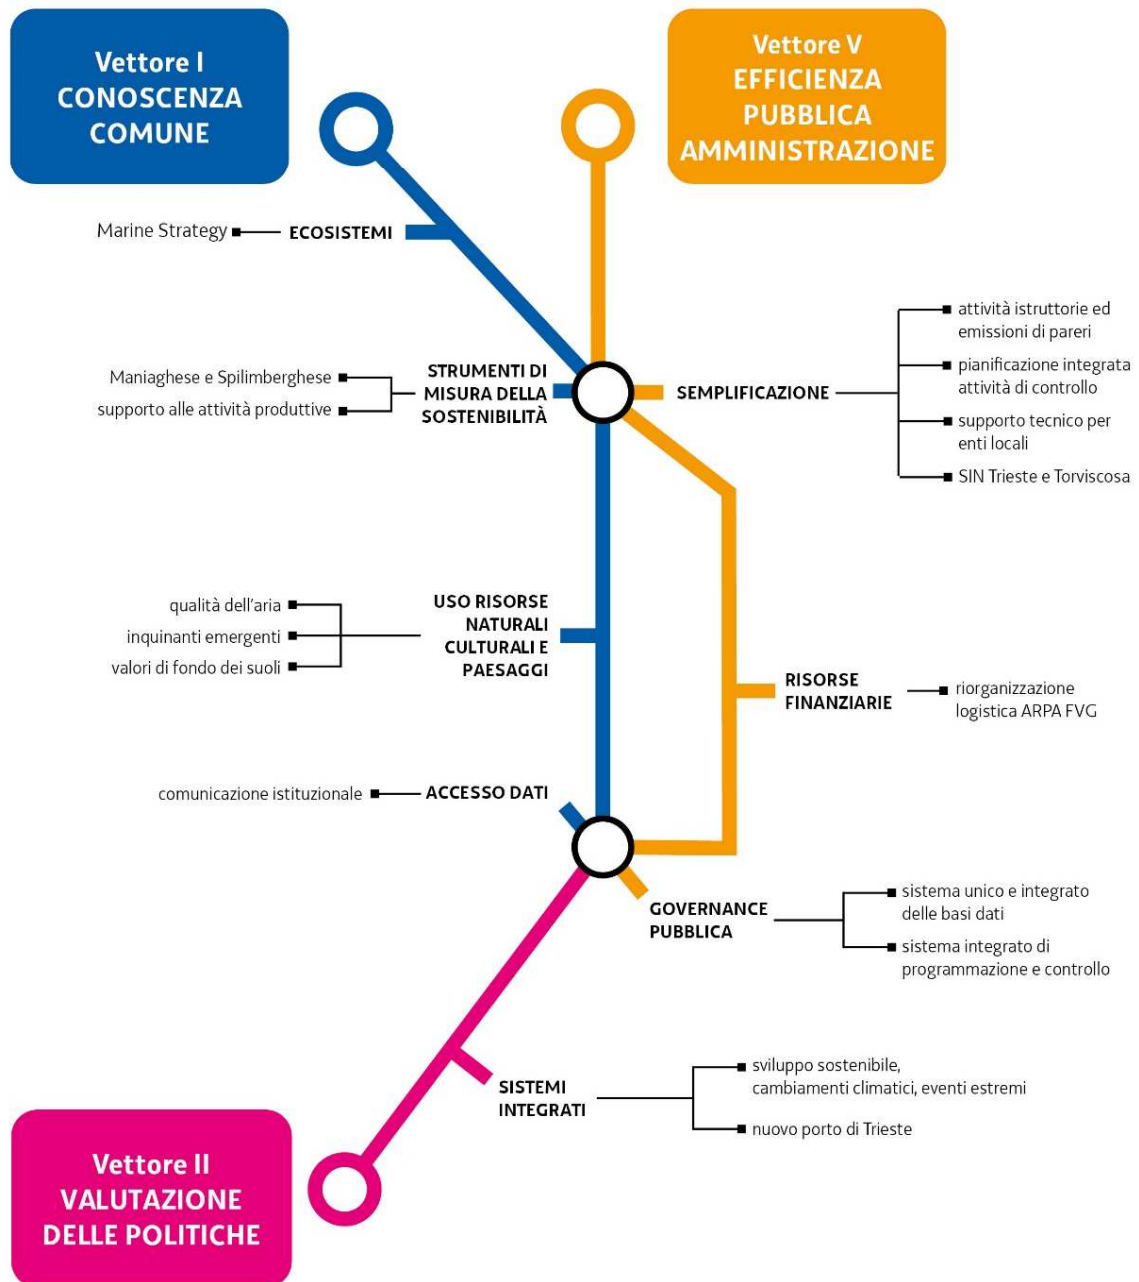 Vettore I
CONOSCENZA
COMUNE
Vettore V
EFFICIENZA
PUBBLICA
AMMINISTRAZIONE
Marine Strategy
ECOSISTEMI
Maniaghese e Spilimberghese
supporto alle attività produttive
STRUMENTI DI
MISURA DELLA
SOSTENIBILITÀ
SEMPLIFICAZIONE
attività istruttorie ed
emissioni di pareri
pianificazione integrata
attività di controllo
supporto tecnico per
enti locali
SIN Trieste e Torviscosa
qualità dell'aria
inquinanti emergenti
valori di fondo dei suoli
USO RISORSE
NATURALI
CULTURALI E
PAESAGGI
RISORSE
FINANZIARIE
riorganizzazione
logistica ARPA FVG
comunicazione istituzionale
ACCESSO DATI
GOVERNANCE
PUBBLICA
sistema unico e integrato
delle basi dati
sistema integrato di
programmazione e controllo
SISTEMI
INTEGRATI
sviluppo sostenibile,
cambiamenti climatici, eventi estremi
nuovo porto di Trieste
Vettore II
VALUTAZIONE
DELLE POLITICHE